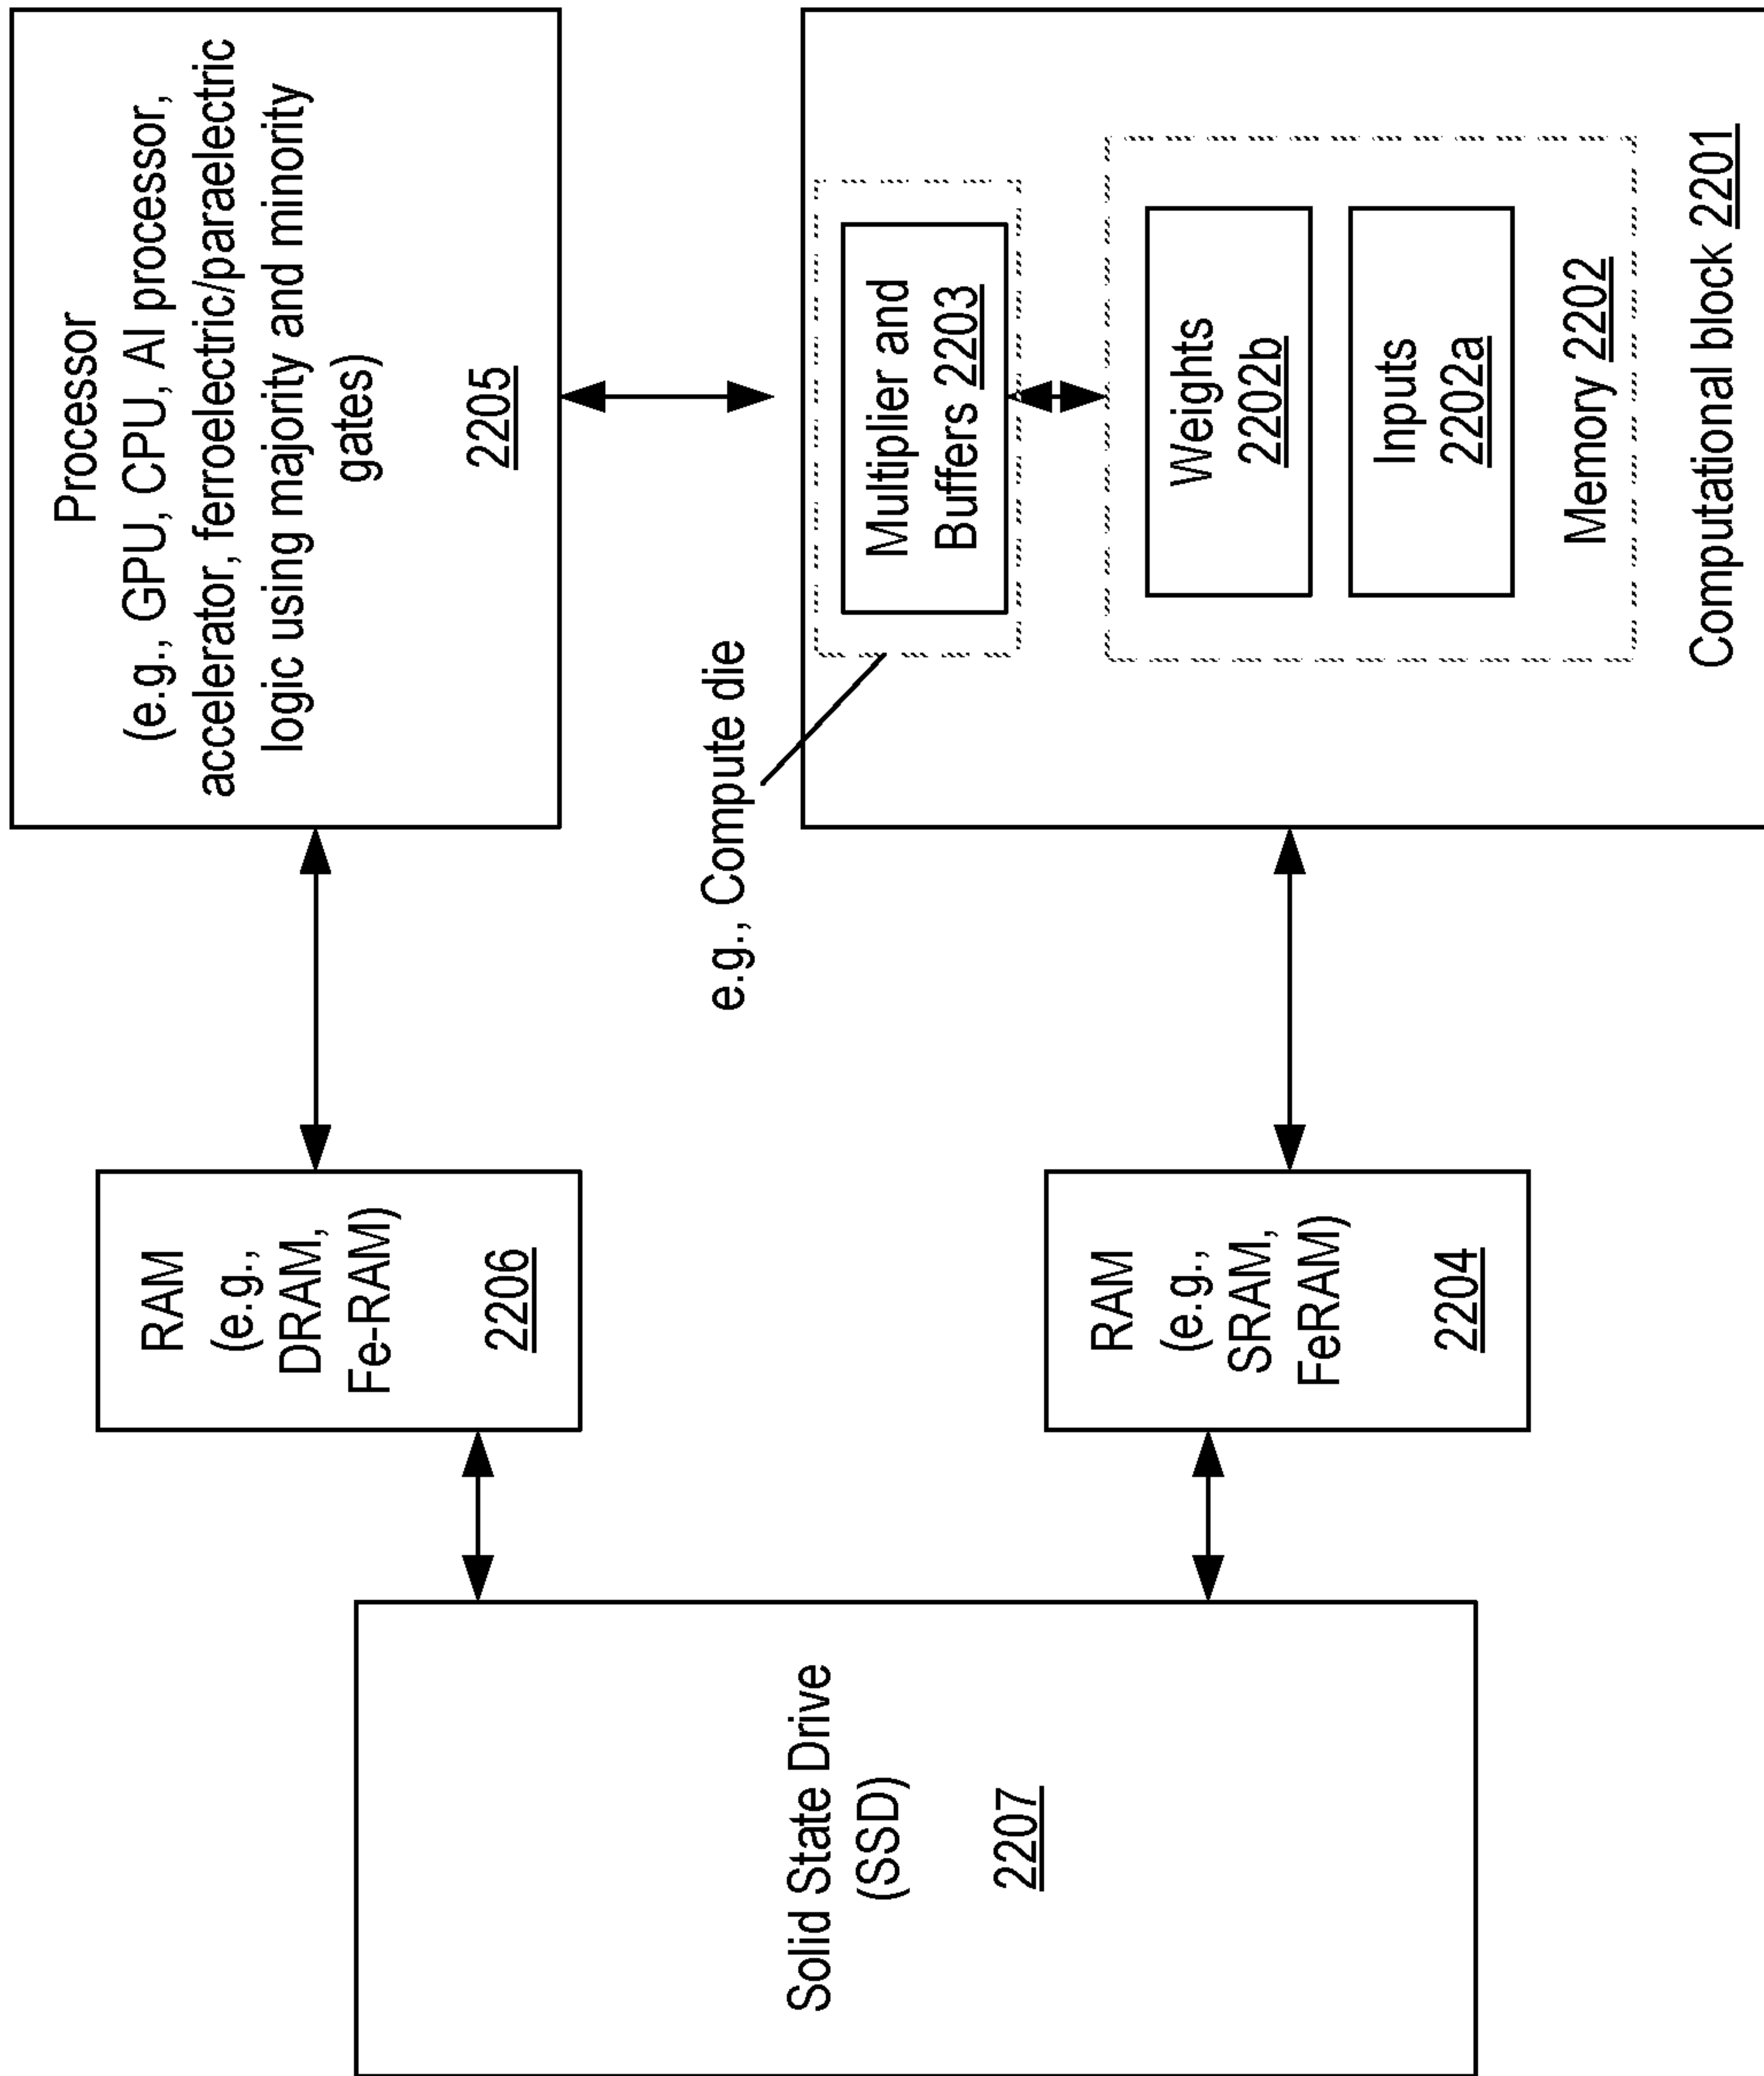 Solid State Drive
(SSD)
2207
RAM
(e.g.,
DRAM,
Fe-RAM)
2206
RAM
(e.g.,
SRAM,
FeRAM)
2204
Processor
(e.g., GPU, CPU, AI processor,
accelerator, ferroelectric/paraelectric
logic using majority and minority
gates)
2205
e.g., Compute die
Multiplier and
Buffers 2203
Weights
2202b
Inputs
2202a
Memory 2202
Computational block 2201